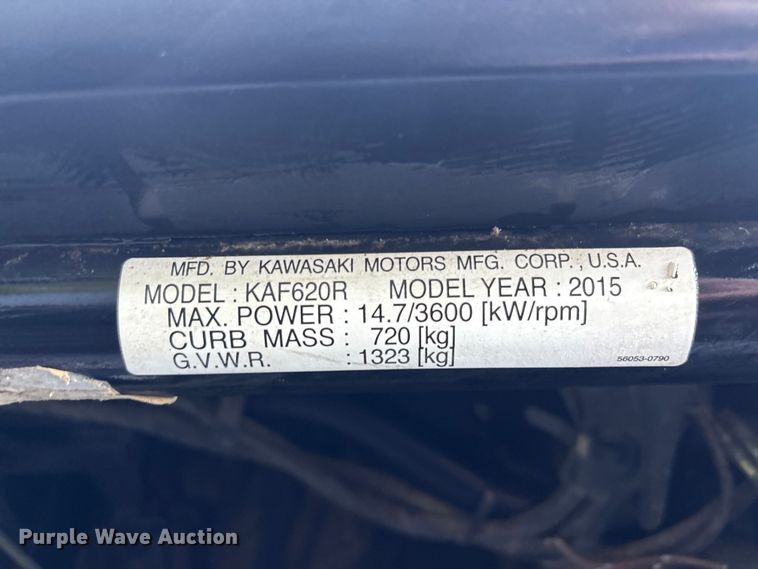 MFD. BY KAWASAKI MOTORS MFG. CORP., U.S.A.
MODEL : KAF620R MODEL YEAR : 2015
MAX. POWER : 14.7/3600 [kW/rpm]
CURB MASS : 720 [kg]
G.V.W.R. : 1323 [kg]
56053-0790
Purple Wave Auction